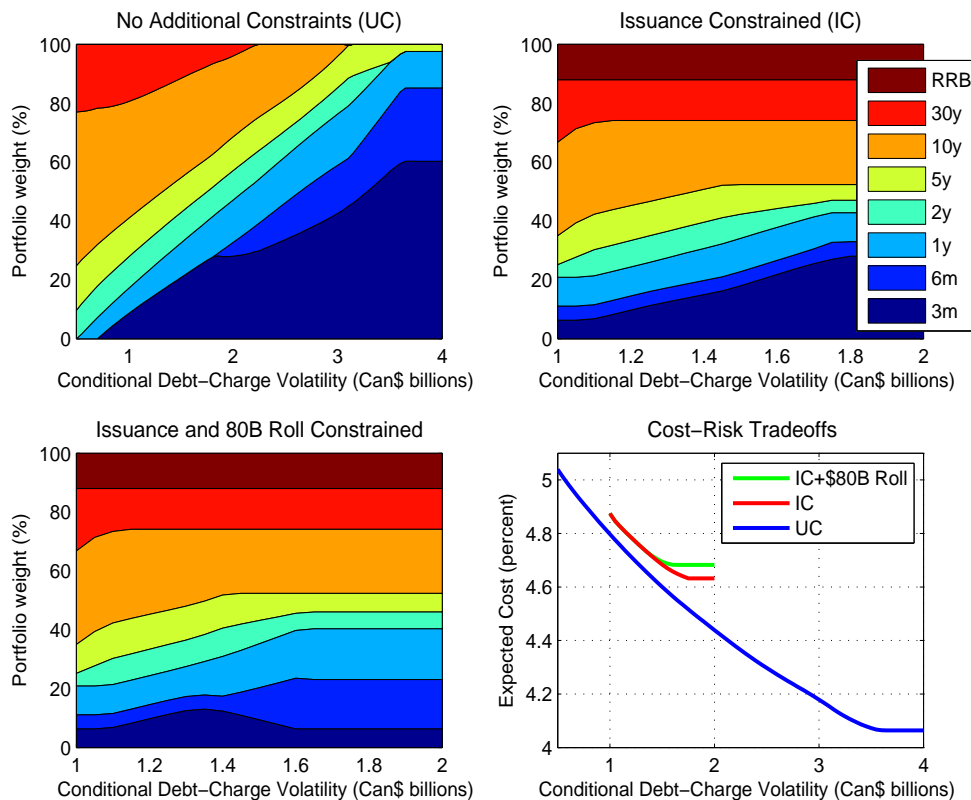 No Additional Constraints (UC)
Portfolio weight (%)
100
80
60
40
20
0
1
2
3
4
Conditional Debt−Charge Volatility (Can$ billions)
Issuance Constrained (IC)
Portfolio weight (%)
100
80
60
40
20
0
1
1.2
1.4
1.6
1.8
2
Conditional Debt−Charge Volatility (Can$ billions)
RRB
30y
10y
5y
2y
1y
6m
3m
Issuance and 80B Roll Constrained
Portfolio weight (%)
100
80
60
40
20
0
1
1.2
1.4
1.6
1.8
2
Conditional Debt−Charge Volatility (Can$ billions)
Cost−Risk Tradeoffs
Expected Cost (percent)
5
4.8
4.6
4.4
4.2
4
1
2
3
4
Conditional Debt−Charge Volatility (Can$ billions)
IC+$80B Roll
IC
UC